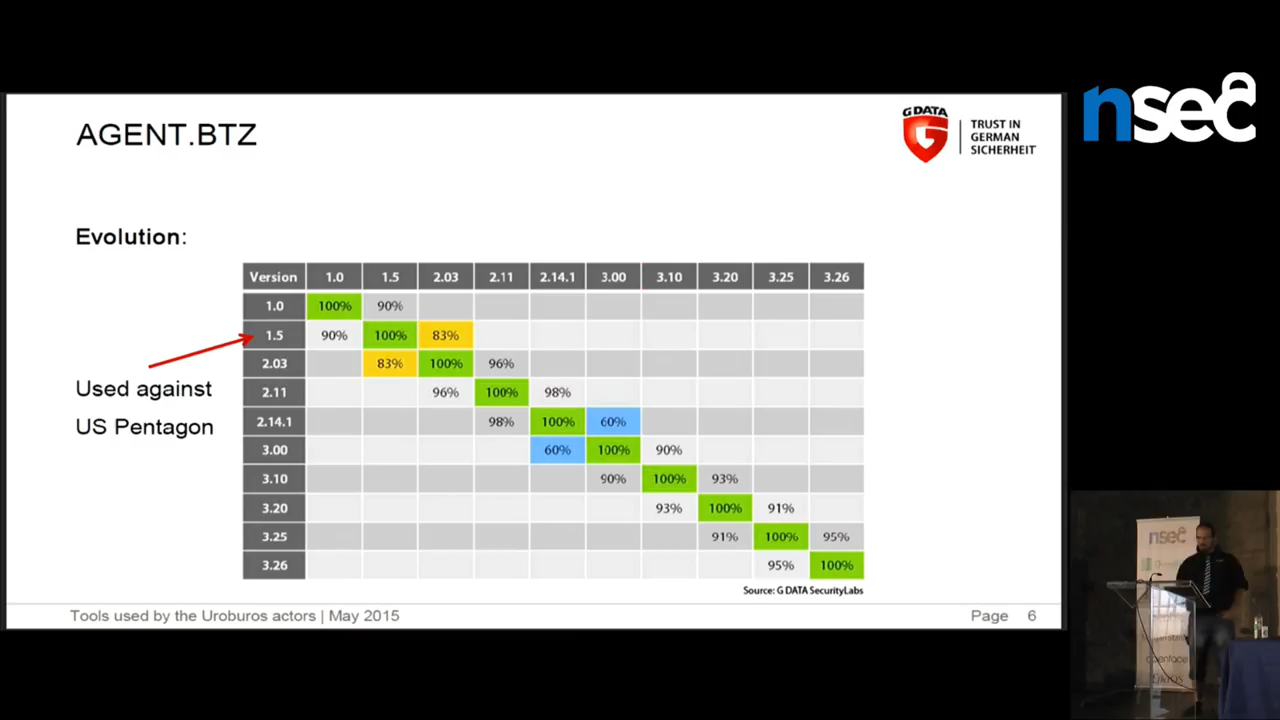 nsec
AGENT.BTZ
G DATA
TRUST IN
GERMAN
SICHERHEIT
Evolution:
Version 1.0 1.5 2.03 2.11 2.14.1 3.00 3.10 3.20 3.25 3.26
1.0 100% 90%
1.5 90% 100% 83%
2.03 83% 100% 96%
2.11 96% 100% 98%
2.14.1 98% 100% 60%
3.00 60% 100% 90%
3.10 90% 100% 93%
3.20 93% 100% 91%
3.25 91% 100% 95%
3.26 95% 100%
Used against
US Pentagon
Source: G DATA SecurityLabs
Tools used by the Uroburos actors | May 2015
Page 6
nsec